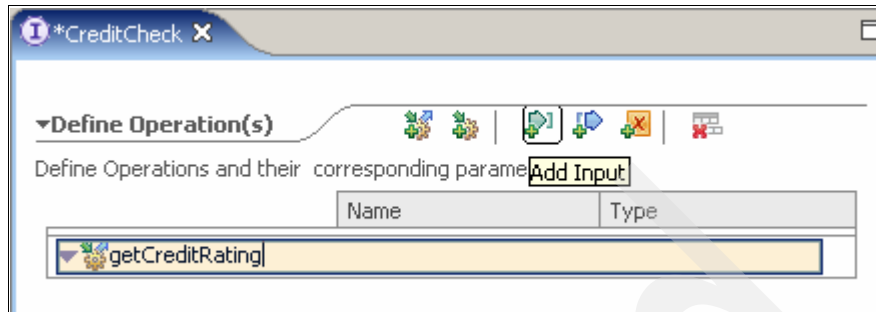 *CreditCheck
Define Operation(s)
Define Operations and their corresponding parame
Add Input
Name Type
getCreditRating